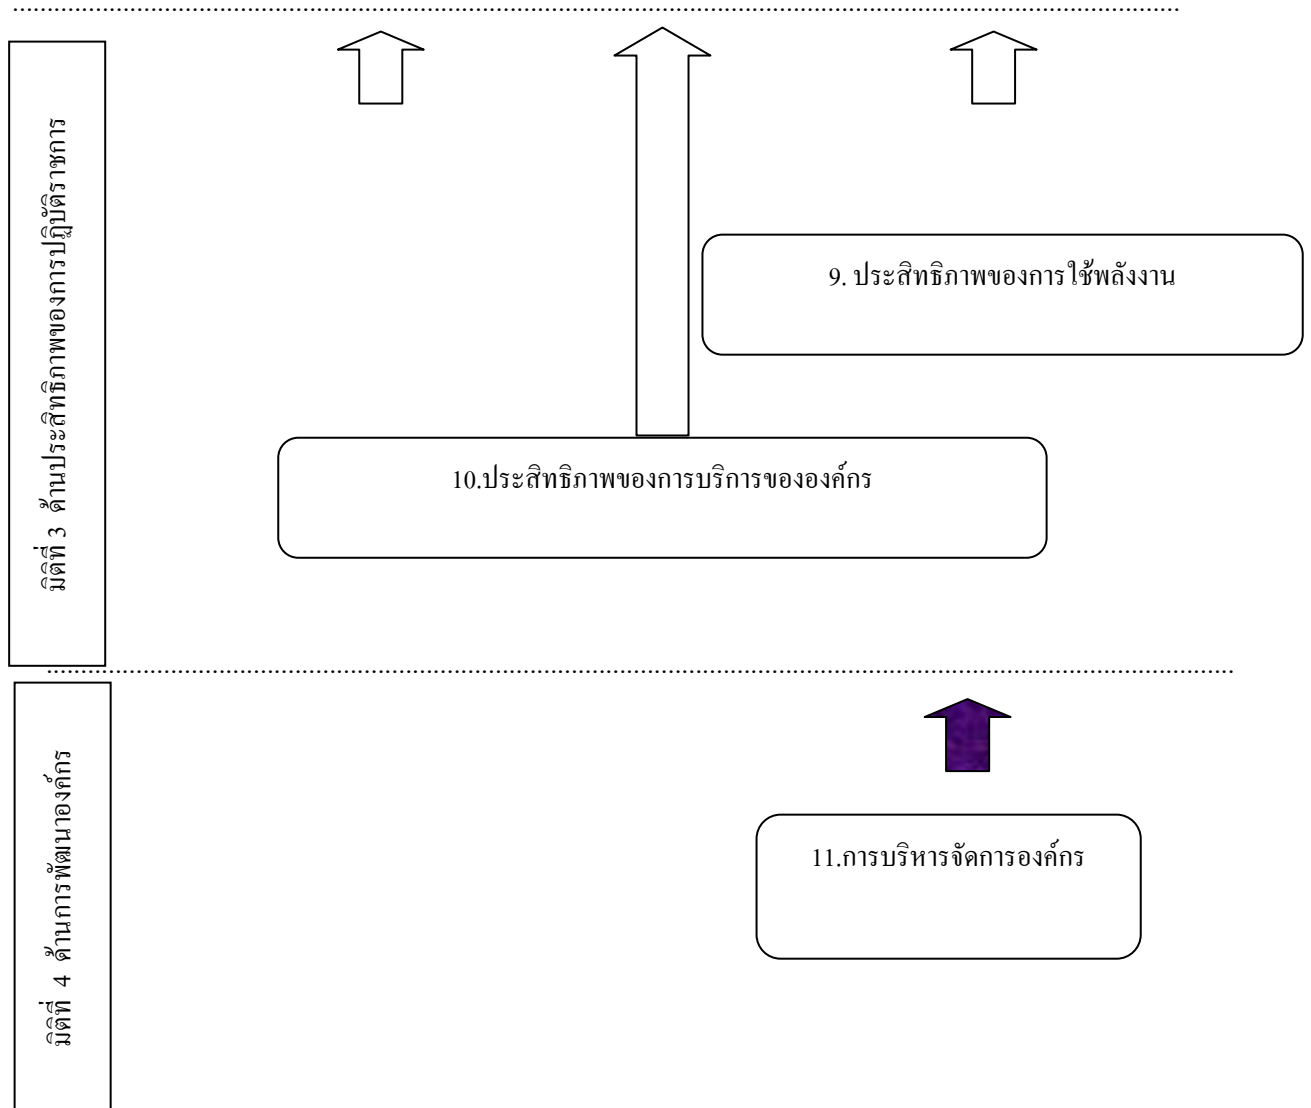 มิติที่ 3 ด้านประสิทธิภาพของการปฏิบัติราชการ
9. ประสิทธิภาพของการใช้พลังงาน
10.ประสิทธิภาพของการบริการขององค์กร
มิติที่ 4 ด้านการพัฒนาองค์กร
11.การบริหารจัดการองค์กร